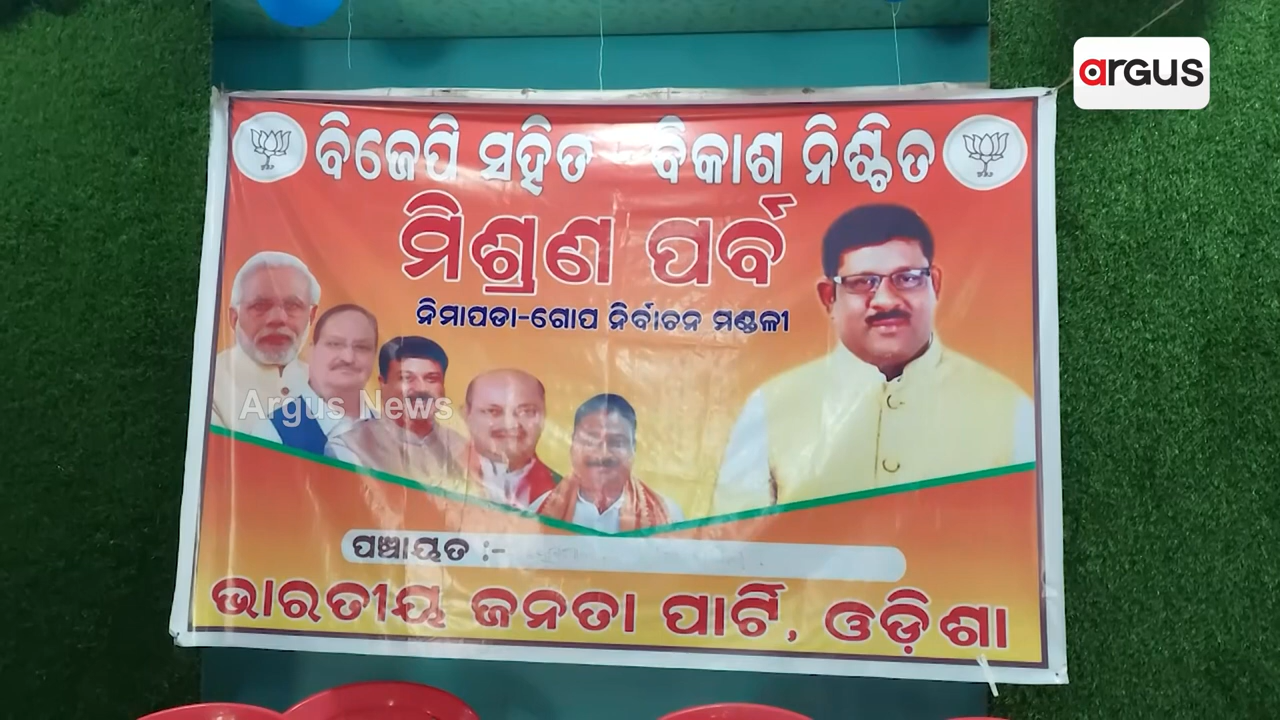 argus
ବିଜେପି ସହିତ - ବିକାଶ ନିଶ୍ଚିତ
ମିଶ୍ରଣ ପର୍ବ
ନିମାପଡା-ଗୋପ ନିର୍ବାଚନ ମଣ୍ଡଳୀ
Argus News
ପଞ୍ଚାୟତ :-
ଭାରତୀୟ ଜନତା ପାର୍ଟି, ଓଡ଼ିଶା